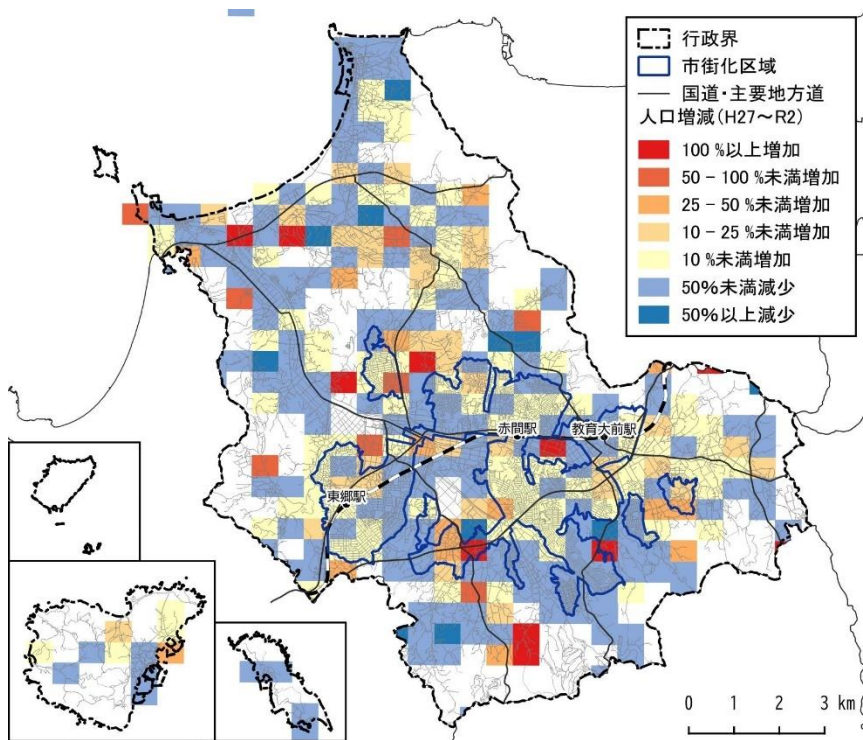 行政界
市街化区域
国道・主要地方道
人口増減(H27～R2)
100 %以上増加
50 – 100 %未満増加
25 – 50 %未満増加
10 – 25 %未満増加
10 %未満増加
50%未満減少
50%以上減少
赤間駅
教育大前駅
東郷駅
0 1 2 3 km